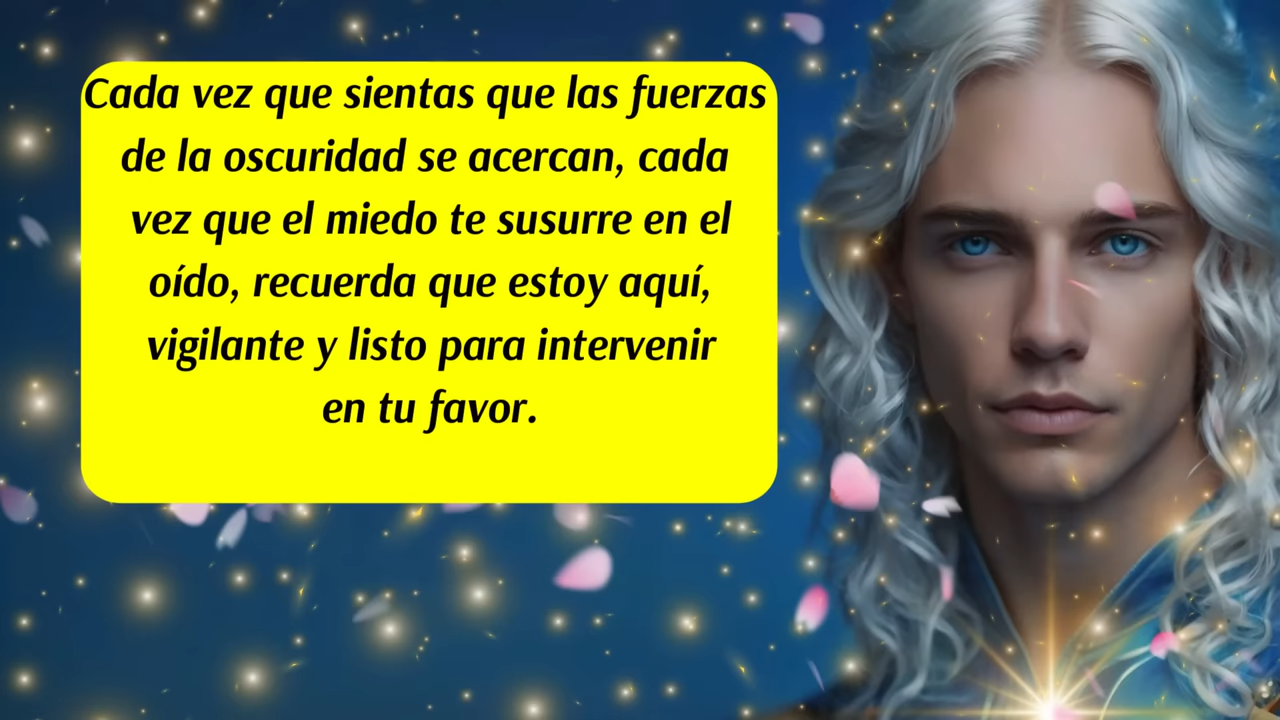 Cada vez que sientas que las fuerzas
de la oscuridad se acercan, cada
vez que el miedo te susurre en el
oído, recuerda que estoy aquí,
vigilante y listo para intervenir
en tu favor.